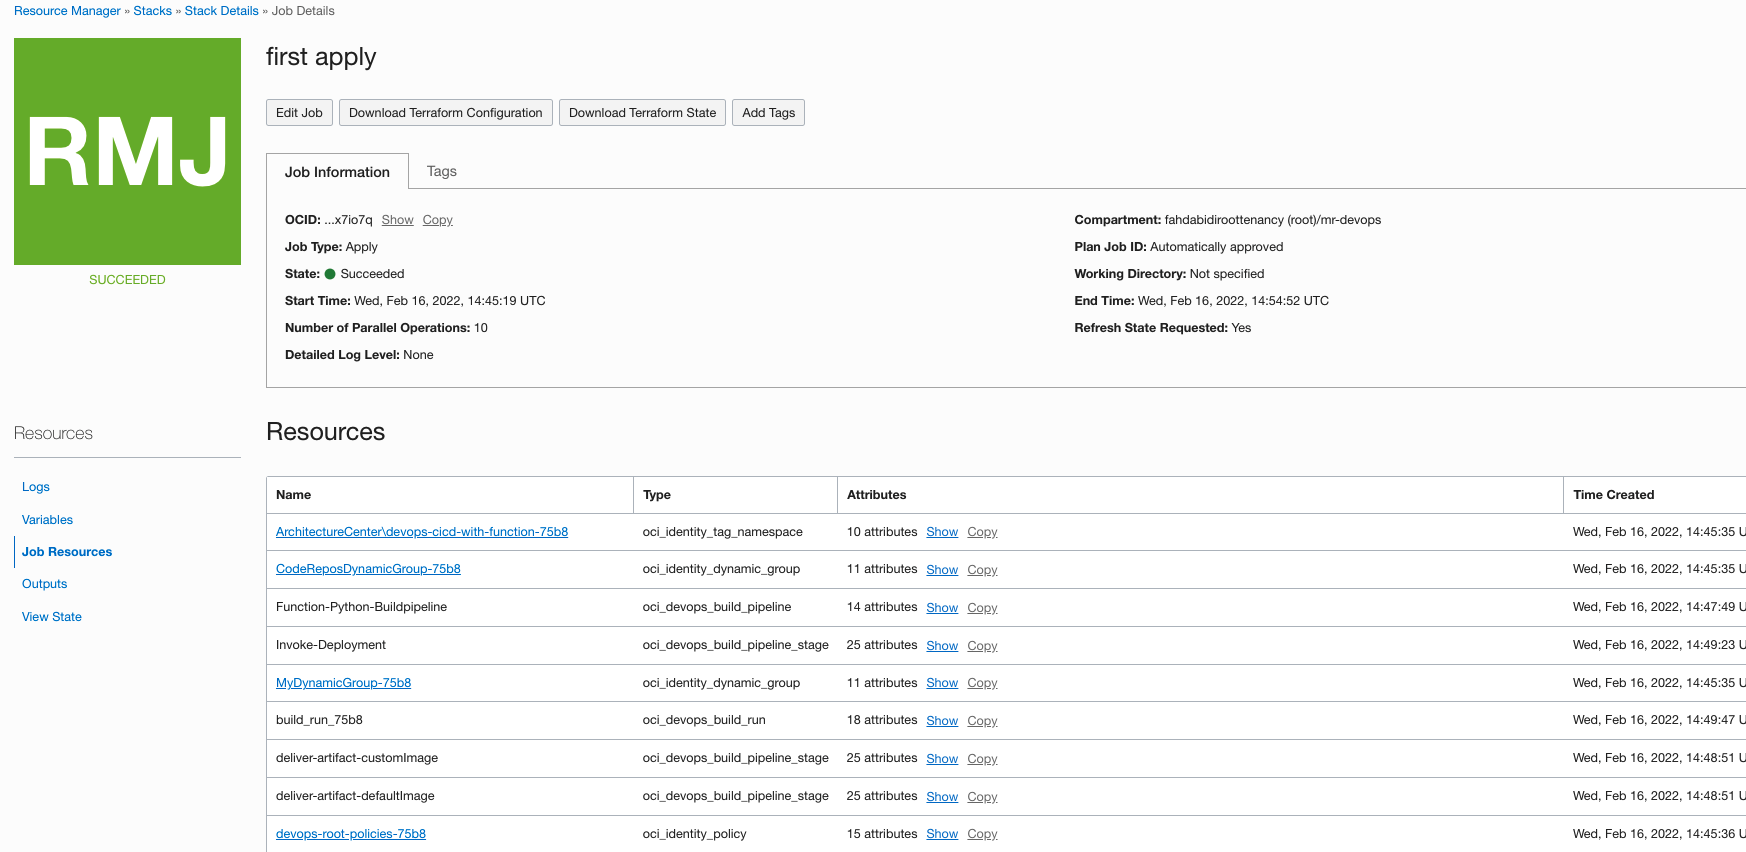 Resource Manager » Stacks » Stack Details » Job Details
RMJ
SUCCEEDED
first apply
Edit Job Download Terraform Configuration Download Terraform State Add Tags
Job Information Tags
OCID: ...x7io7q Show Copy
Job Type: Apply
State: Succeeded
Start Time: Wed, Feb 16, 2022, 14:45:19 UTC
Number of Parallel Operations: 10
Detailed Log Level: None
Compartment: fahdabidiroottenancy (root)/mr-devops
Plan Job ID: Automatically approved
Working Directory: Not specified
End Time: Wed, Feb 16, 2022, 14:54:52 UTC
Refresh State Requested: Yes
Resources
Logs
Variables
Job Resources
Outputs
View State
Resources
Name Type Attributes Time Created
ArchitectureCenter\devops-cicd-with-function-75b8 oci_identity_tag_namespace 10 attributes Show Copy Wed, Feb 16, 2022, 14:45:35 U
CodeReposDynamicGroup-75b8 oci_identity_dynamic_group 11 attributes Show Copy Wed, Feb 16, 2022, 14:45:35 U
Function-Python-Buildpipeline oci_devops_build_pipeline 14 attributes Show Copy Wed, Feb 16, 2022, 14:47:49 U
Invoke-Deployment oci_devops_build_pipeline_stage 25 attributes Show Copy Wed, Feb 16, 2022, 14:49:23 U
MyDynamicGroup-75b8 oci_identity_dynamic_group 11 attributes Show Copy Wed, Feb 16, 2022, 14:45:35 U
build_run_75b8 oci_devops_build_run 18 attributes Show Copy Wed, Feb 16, 2022, 14:49:47 U
deliver-artifact-customImage oci_devops_build_pipeline_stage 25 attributes Show Copy Wed, Feb 16, 2022, 14:48:51 U
deliver-artifact-defaultImage oci_devops_build_pipeline_stage 25 attributes Show Copy Wed, Feb 16, 2022, 14:48:51 U
devops-root-policies-75b8 oci_identity_policy 15 attributes Show Copy Wed, Feb 16, 2022, 14:45:36 U